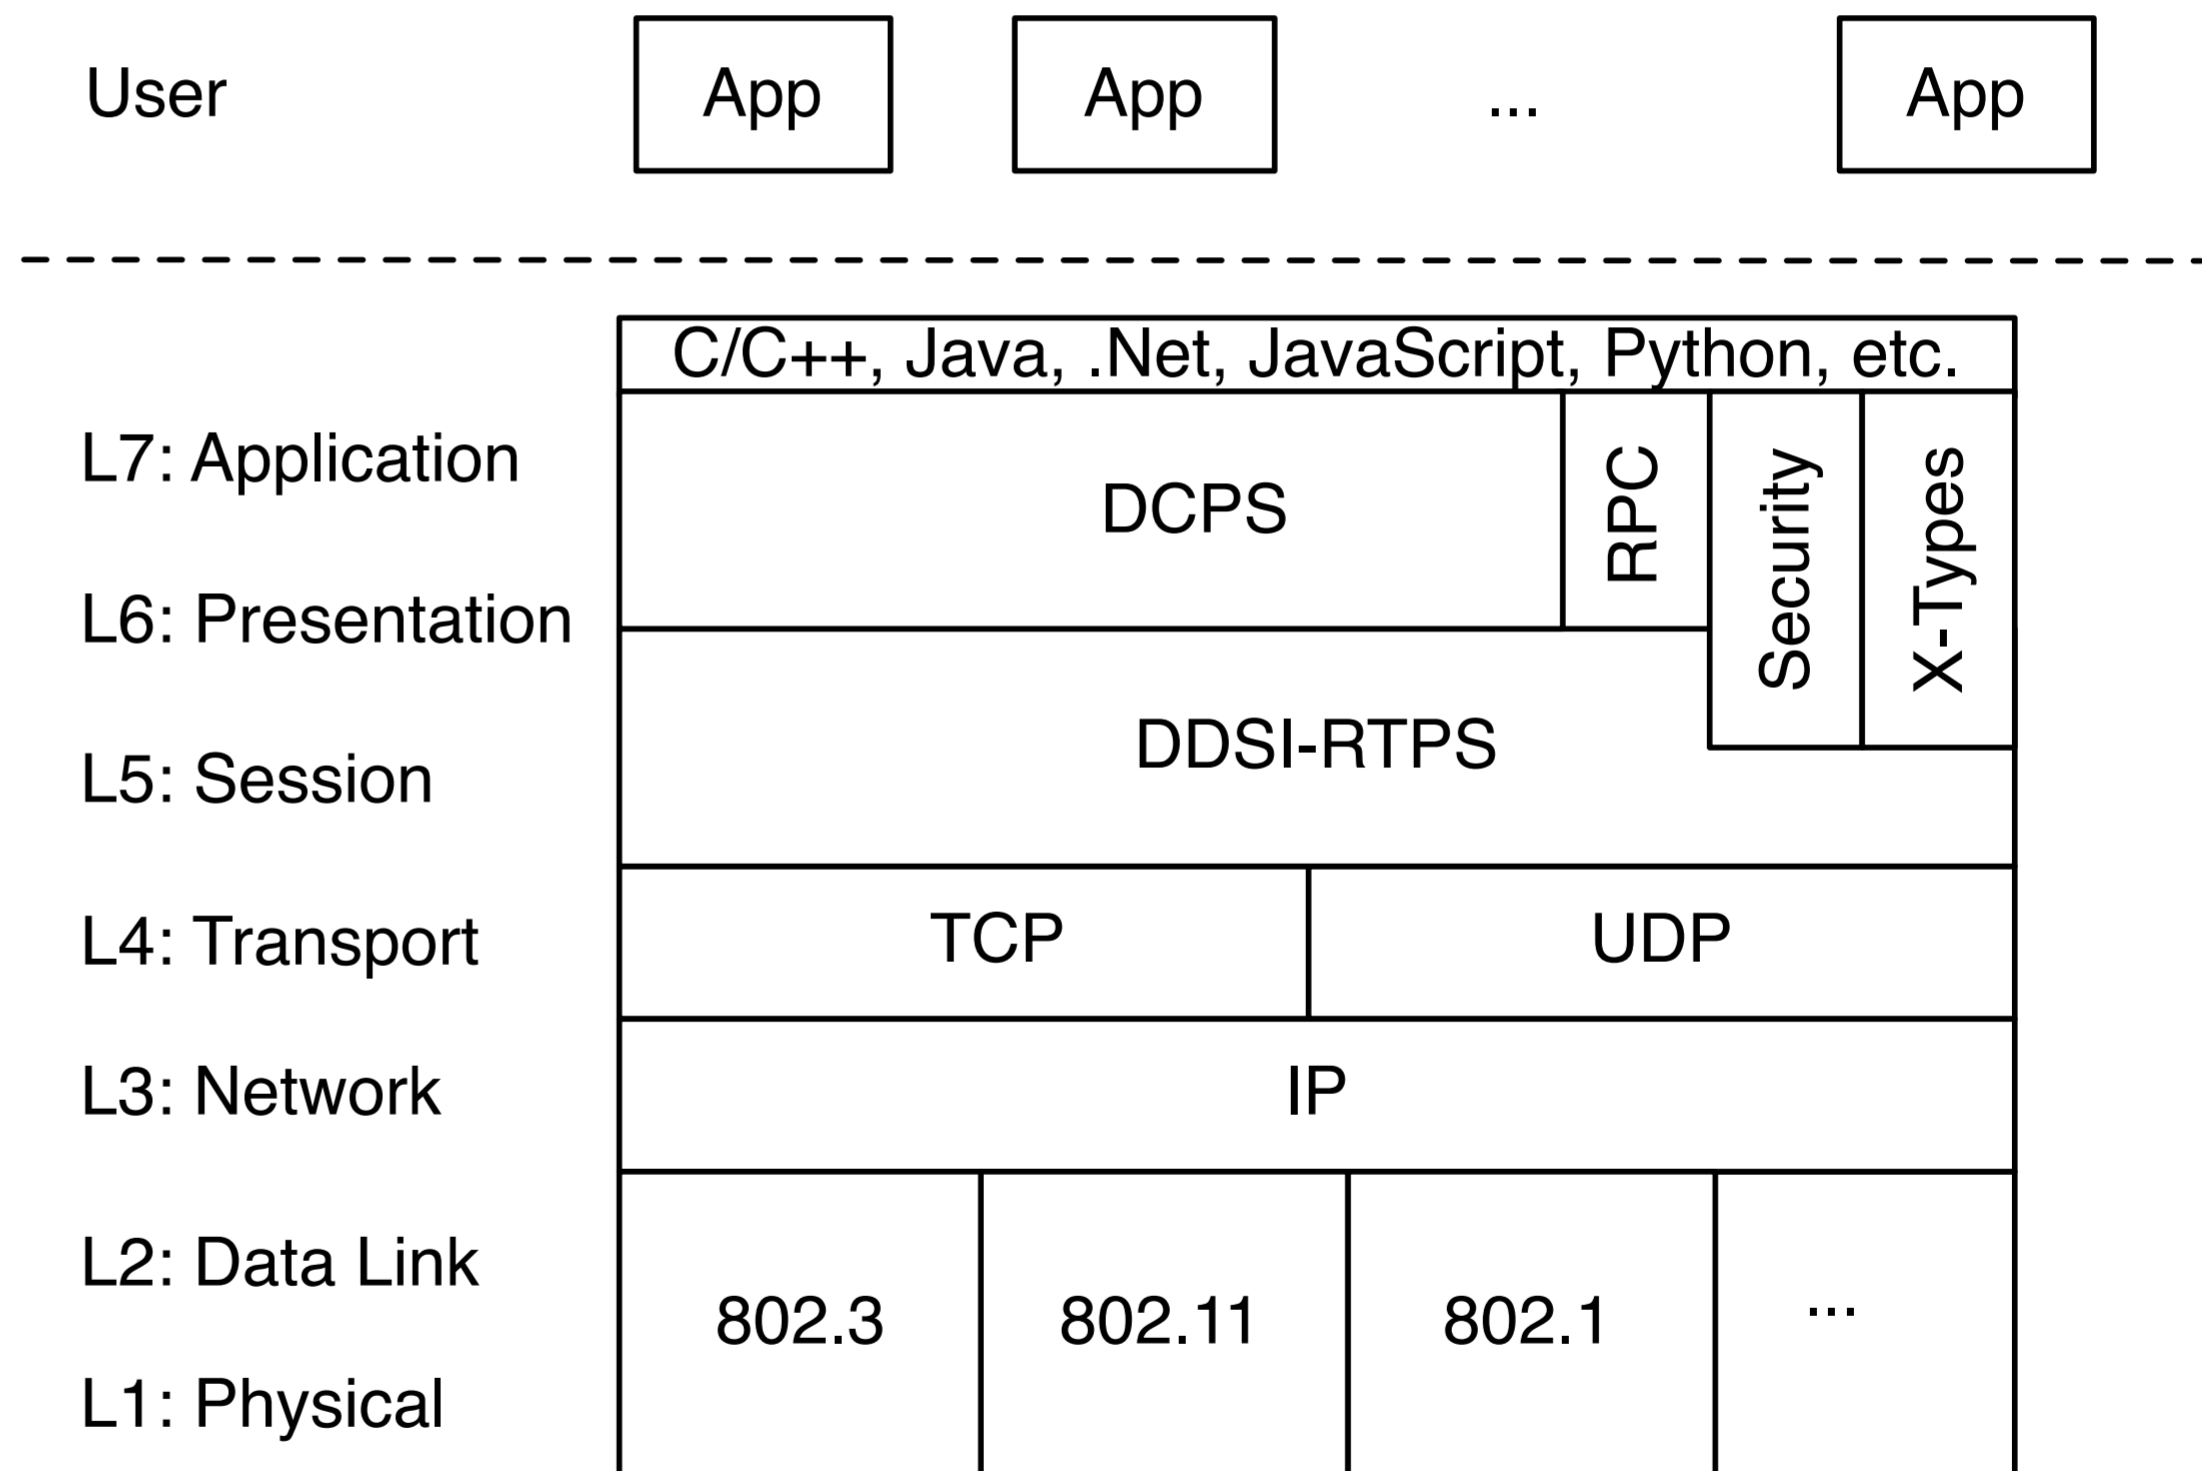 User
App App ... App
C/C++, Java, .Net, JavaScript, Python, etc.
L7: Application
DCPS
RPC
Security
X-Types
L6: Presentation
DDSI-RTPS
L5: Session
L4: Transport
TCP UDP
L3: Network
IP
L2: Data Link
802.3 802.11 802.1 ...
L1: Physical